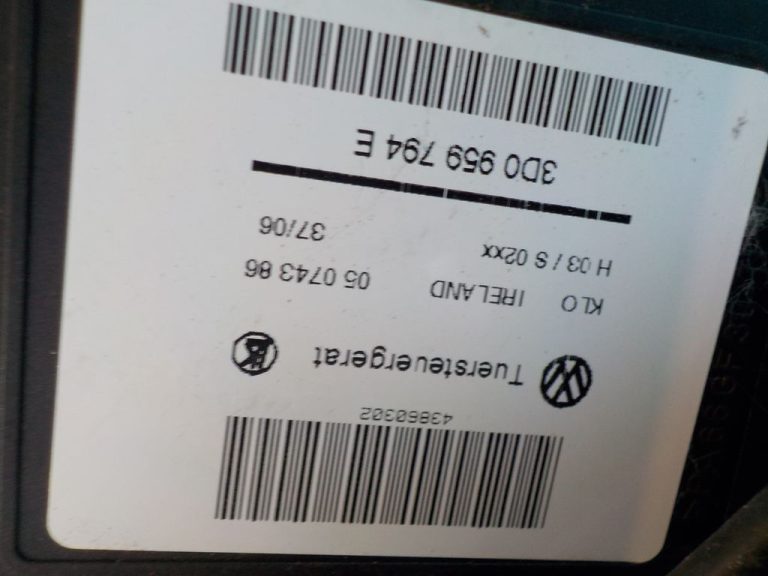 43860302
Tuersteuergerat
KLO IRELAND 05 0743 86
H 03 / S 02xx 37/06
3D0 959 794 E